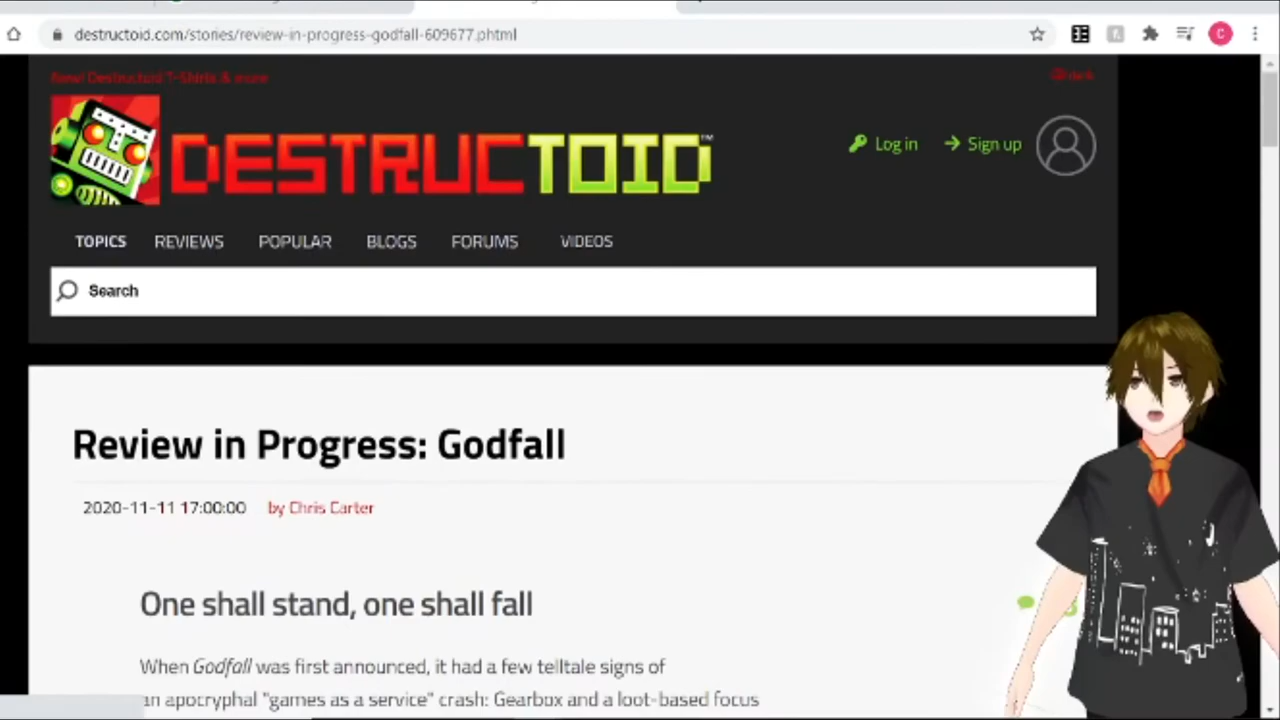 destructoid.com/stories/review-in-progress-godfall-609677.phtml
C
New! Destructoid T-Shirts & more
dark
DESTRUCTOID™
Log in
Sign up
TOPICS REVIEWS POPULAR BLOGS FORUMS VIDEOS
Search
Review in Progress: Godfall
2020-11-11 17:00:00 by Chris Carter
One shall stand, one shall fall
When Godfall was first announced, it had a few telltale signs of
an apocryphal "games as a service" crash: Gearbox and a loot-based focus